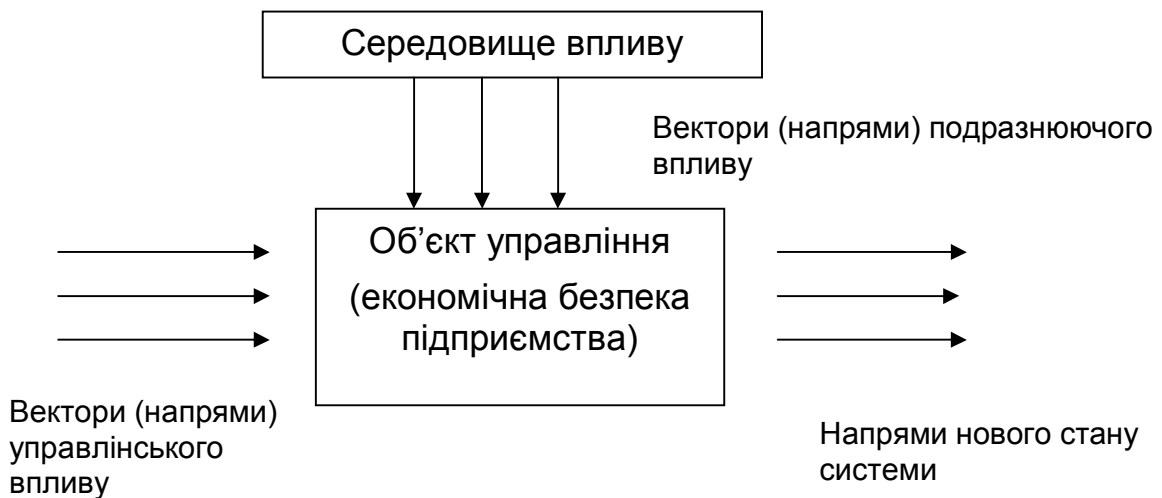 Середовище впливу
Вектори (напрями) подразнюючого
впливу
Об’єкт управління
(економічна безпека
підприємства)
Вектори (напрями)
управлінського
впливу
Напрями нового стану
системи